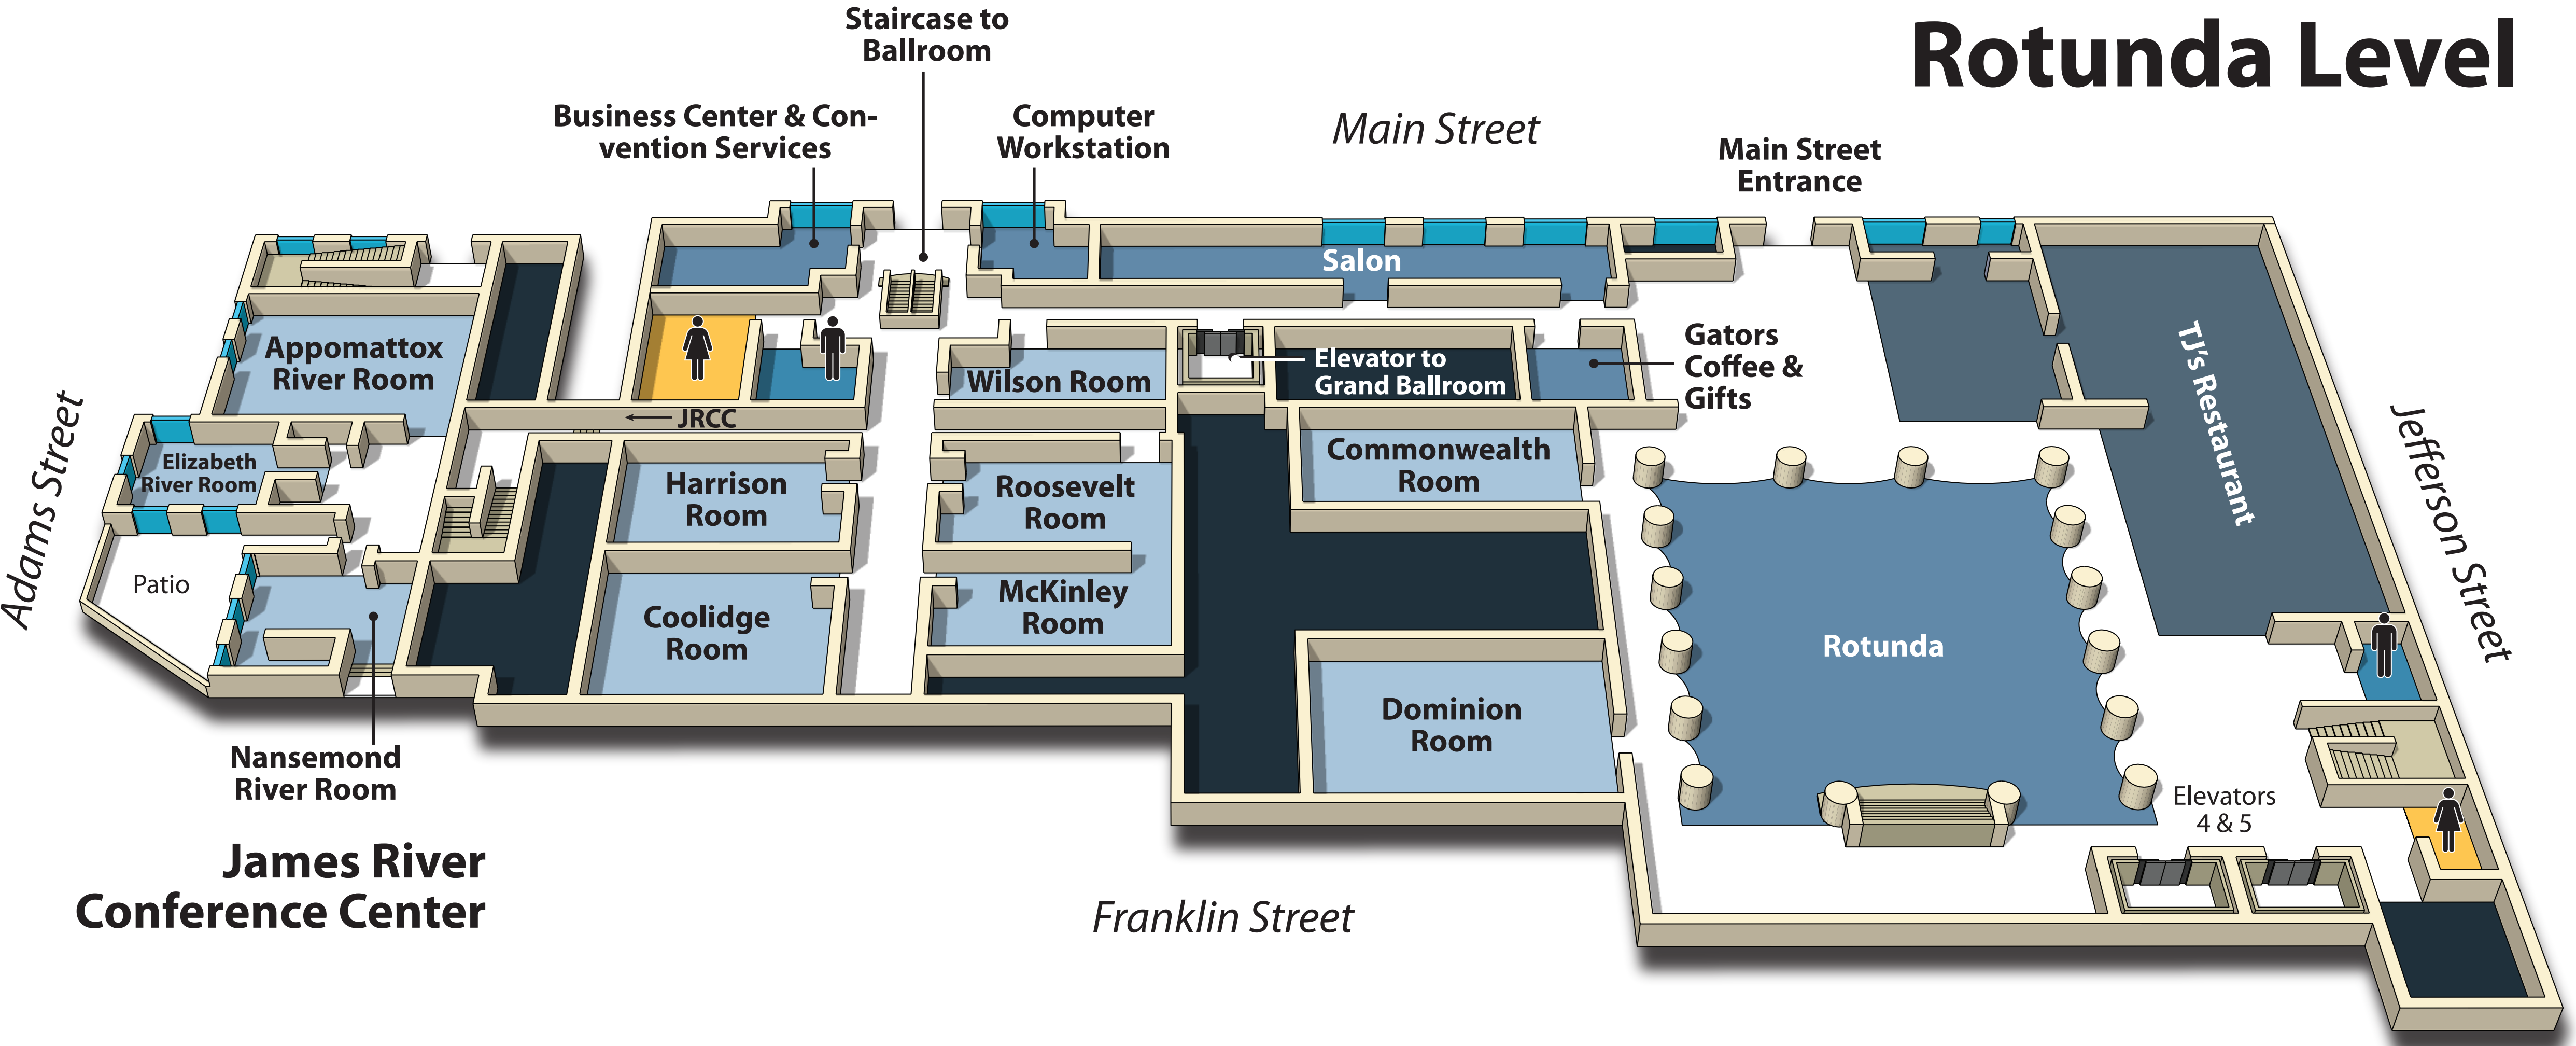 Rotunda Level
Staircase to
Ballroom
Business Center & Con-
vention Services
Computer
Workstation
Main Street
Main Street
Entrance
Salon
Appomattox
River Room
Wilson Room
Elevator to
Grand Ballroom
Gators
Coffee &
Gifts
TJ's Restaurant
← JRCC
Adams Street
Jefferson Street
Elizabeth
River Room
Harrison
Room
Roosevelt
Room
Commonwealth
Room
Patio
Coolidge
Room
McKinley
Room
Rotunda
Dominion
Room
Nansemond
River Room
Elevators
4 & 5
James River
Conference Center
Franklin Street